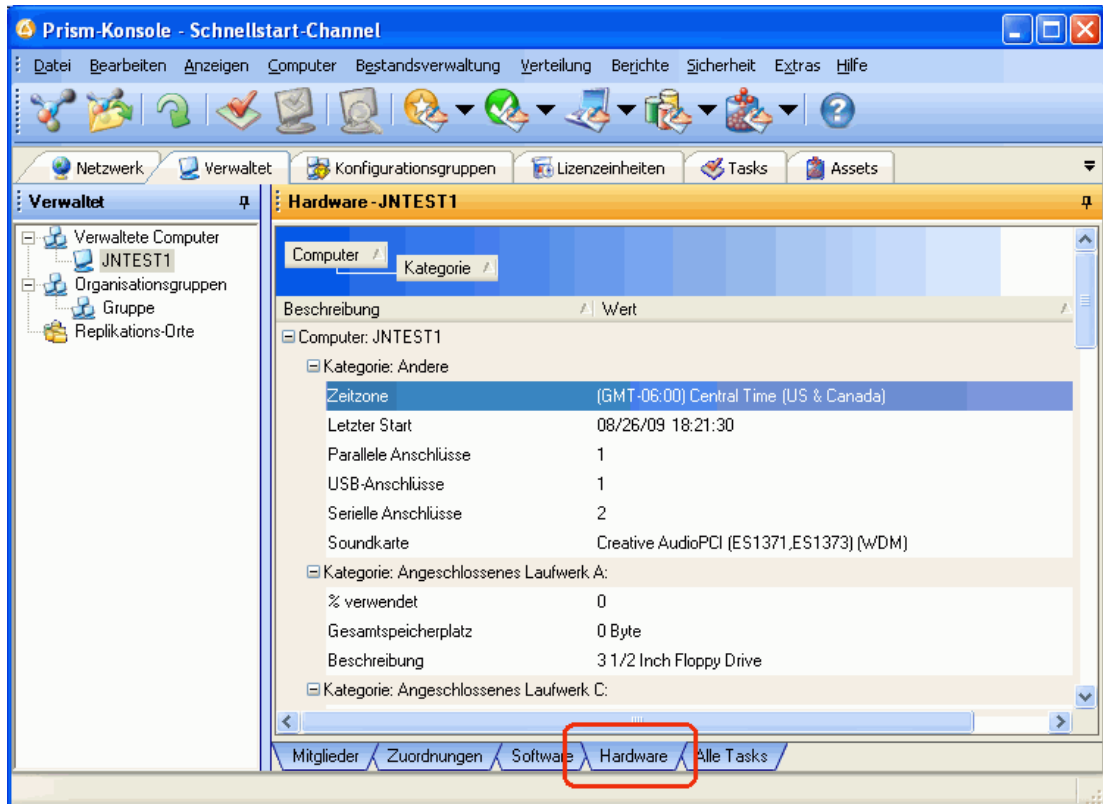 Prism-Konsole - Schnellstart-Channel
Datei Bearbeiten Anzeigen Computer Bestandsverwaltung Verteilung Berichte Sicherheit Extras Hilfe
Netzwerk Verwaltet Konfigurationsgruppen Lizenzeinheiten Tasks Assets
Verwaltet
Verwaltete Computer
JNTEST1
Organisationsgruppen
Gruppe
Replikations-Orte
Hardware - JNTEST1
Computer
Kategorie
Beschreibung Wert
Computer: JNTEST1
Kategorie: Andere
Zeitzone (GMT-06:00) Central Time (US & Canada)
Letzter Start 08/26/09 18:21:30
Parallele Anschlüsse 1
USB-Anschlüsse 1
Serielle Anschlüsse 2
Soundkarte Creative AudioPCI (ES1371,ES1373) (WDM)
Kategorie: Angeschlossenes Laufwerk A:
% verwendet 0
Gesamtspeicherplatz 0 Byte
Beschreibung 3 1/2 Inch Floppy Drive
Kategorie: Angeschlossenes Laufwerk C:
Mitglieder Zuordnungen Software Hardware Alle Tasks